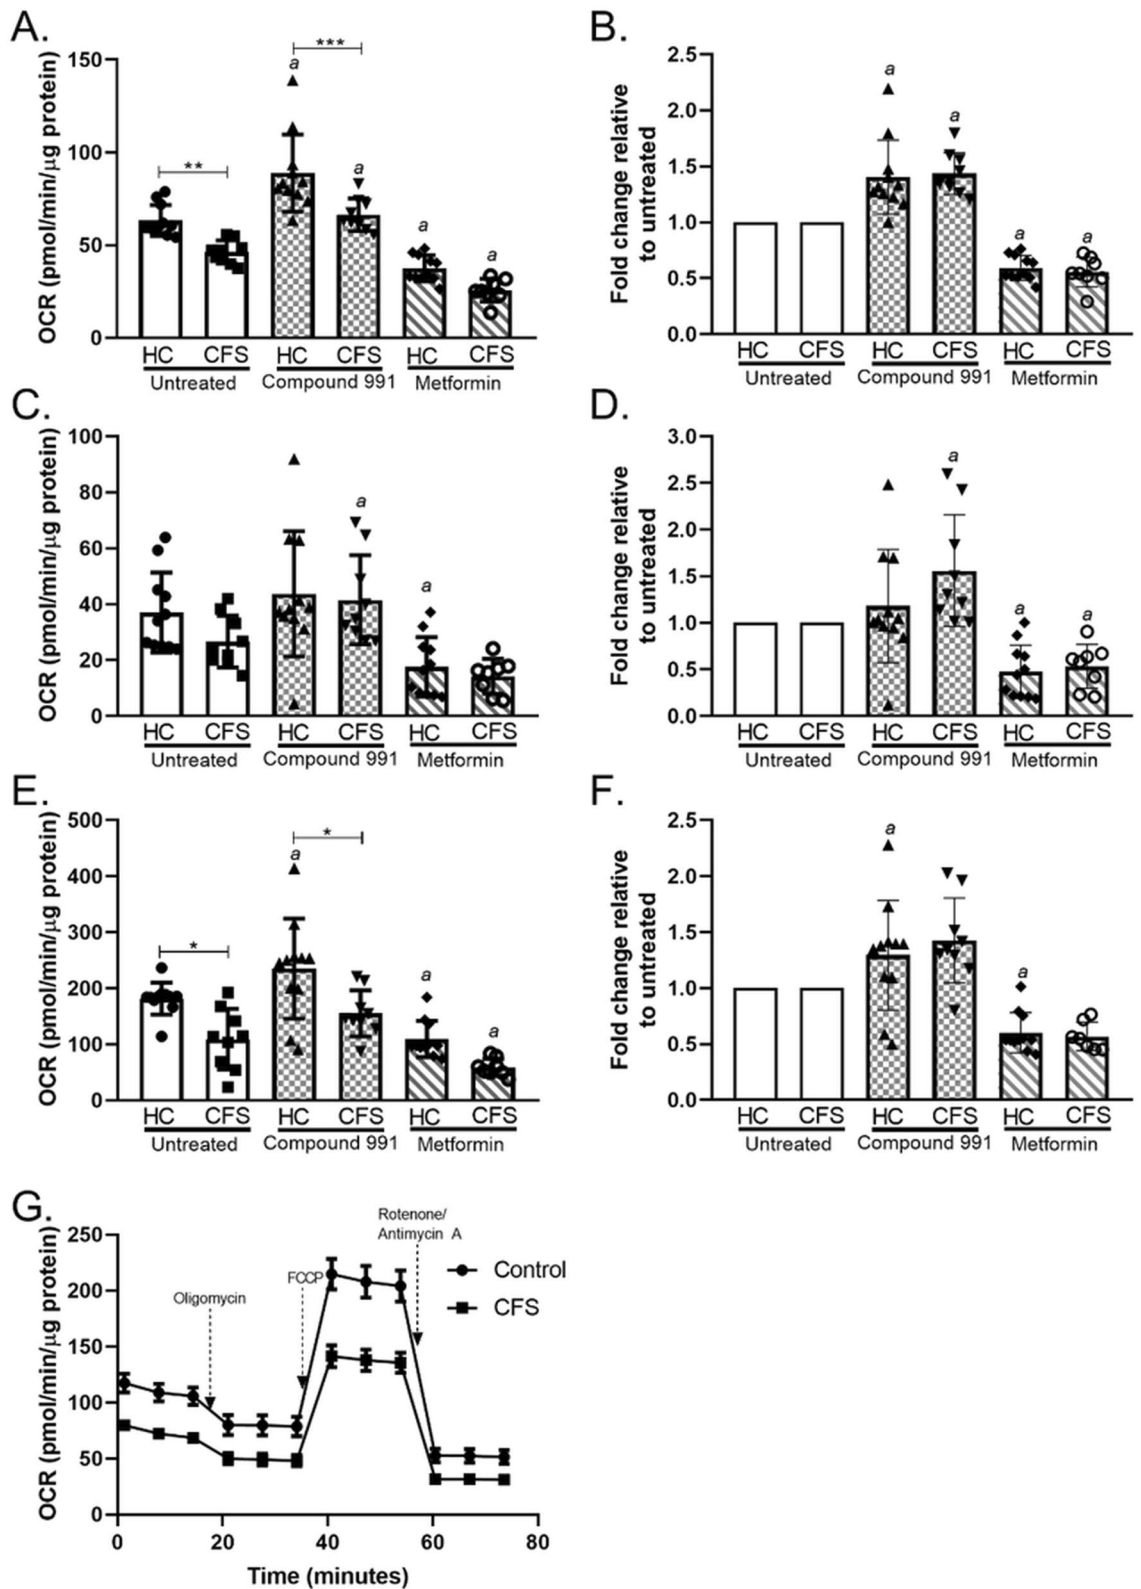 A.
OCR (pmol/min/µg protein)
150
100
50
0
**
***
a
a
a
a
HC CFS HC CFS HC CFS
Untreated Compound 991 Metformin
B.
Fold change relative
to untreated
2.5
2.0
1.5
1.0
0.5
0.0
a
a
a
a
HC CFS HC CFS HC CFS
Untreated Compound 991 Metformin
C.
OCR (pmol/min/µg protein)
100
80
60
40
20
0
a
a
HC CFS HC CFS HC CFS
Untreated Compound 991 Metformin
D.
Fold change relative
to untreated
3.0
2.5
2.0
1.5
1.0
0.5
0.0
a
a
a
HC CFS HC CFS HC CFS
Untreated Compound 991 Metformin
E.
OCR (pmol/min/µg protein)
500
400
300
200
100
0
*
*
a
a
a
HC CFS HC CFS HC CFS
Untreated Compound 991 Metformin
F.
Fold change relative
to untreated
2.5
2.0
1.5
1.0
0.5
0.0
a
a
HC CFS HC CFS HC CFS
Untreated Compound 991 Metformin
G.
OCR (pmol/min/µg protein)
250
200
150
100
50
0
Oligomycin
FCCP
Rotenone/
Antimycin A
Control
CFS
0 20 40 60 80
Time (minutes)